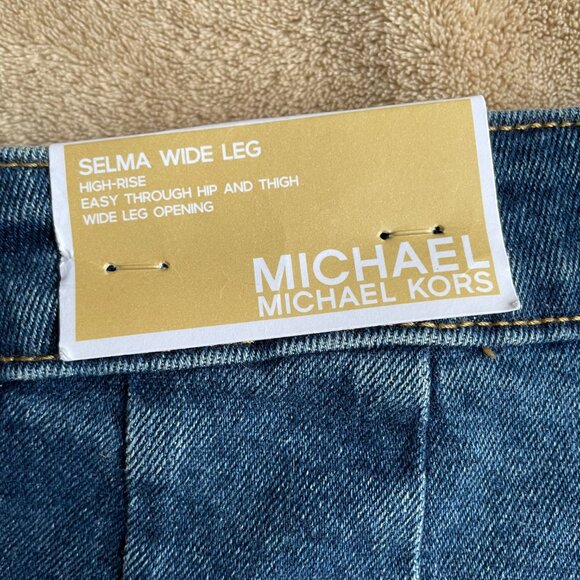 SELMA WIDE LEG
HIGH-RISE
EASY THROUGH HIP AND THIGH
WIDE LEG OPENING
MICHAEL
MICHAEL KORS